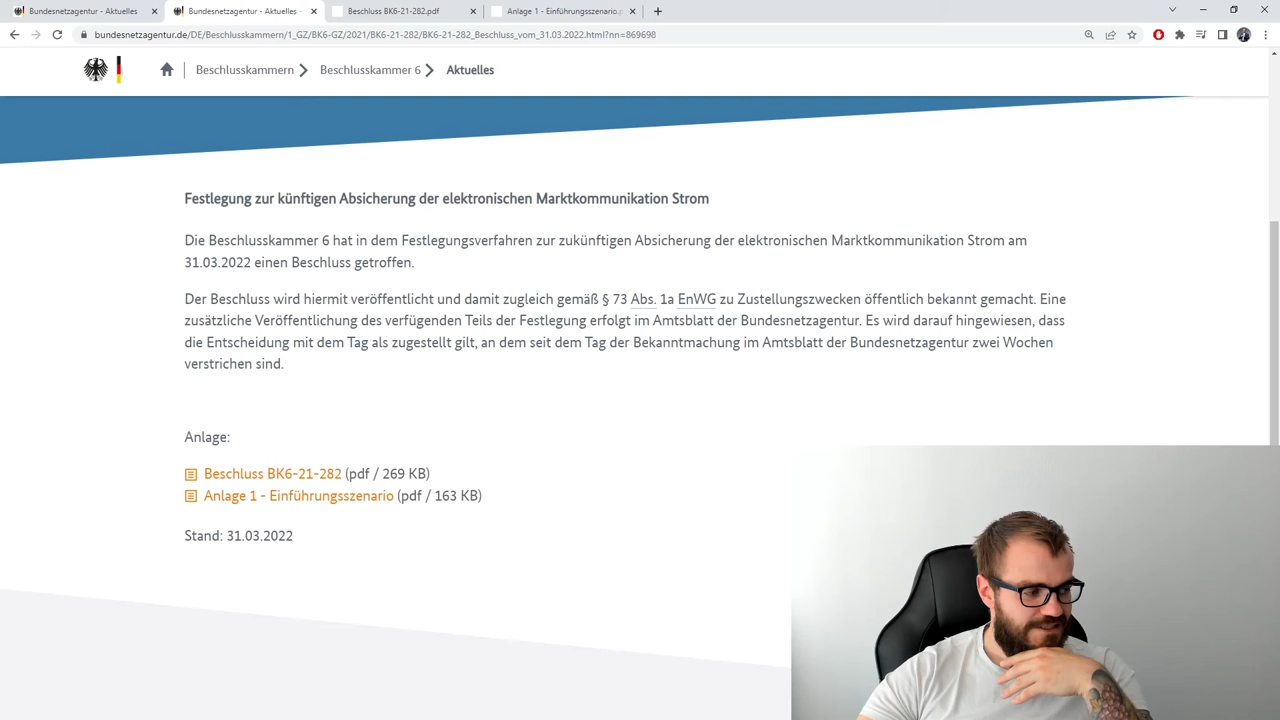 Bundesnetzagentur - Aktuelles
Bundesnetzagentur - Aktuelles -
Beschluss BK6-21-282.pdf
Anlage 1 - Einführungsszenario.p
bundesnetzagentur.de/DE/Beschlusskammern/1_GZ/BK6-GZ/2021/BK6-21-282/BK6-21-282_Beschluss_vom_31.03.2022.html?nn=869698
Beschlusskammern
Beschlusskammer 6
Aktuelles
Festlegung zur künftigen Absicherung der elektronischen Marktkommunikation Strom
Die Beschlusskammer 6 hat in dem Festlegungsverfahren zur zukünftigen Absicherung der elektronischen Marktkommunikation Strom am
31.03.2022 einen Beschluss getroffen.
Der Beschluss wird hiermit veröffentlicht und damit zugleich gemäß § 73 Abs. 1a EnWG zu Zustellungszwecken öffentlich bekannt gemacht. Eine
zusätzliche Veröffentlichung des verfügenden Teils der Festlegung erfolgt im Amtsblatt der Bundesnetzagentur. Es wird darauf hingewiesen, dass
die Entscheidung mit dem Tag als zugestellt gilt, an dem seit dem Tag der Bekanntmachung im Amtsblatt der Bundesnetzagentur zwei Wochen
verstrichen sind.
Anlage:
Beschluss BK6-21-282 (pdf / 269 KB)
Anlage 1 - Einführungsszenario (pdf / 163 KB)
Stand: 31.03.2022